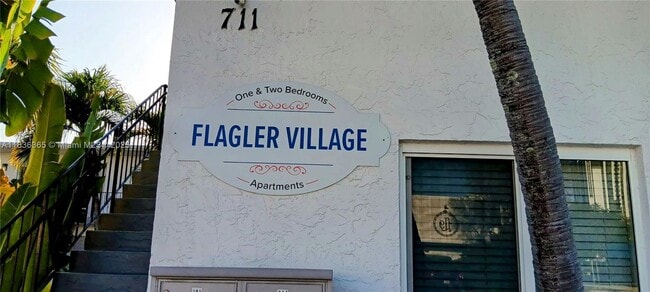 711
One & Two Bedrooms
FLAGLER VILLAGE
Apartments